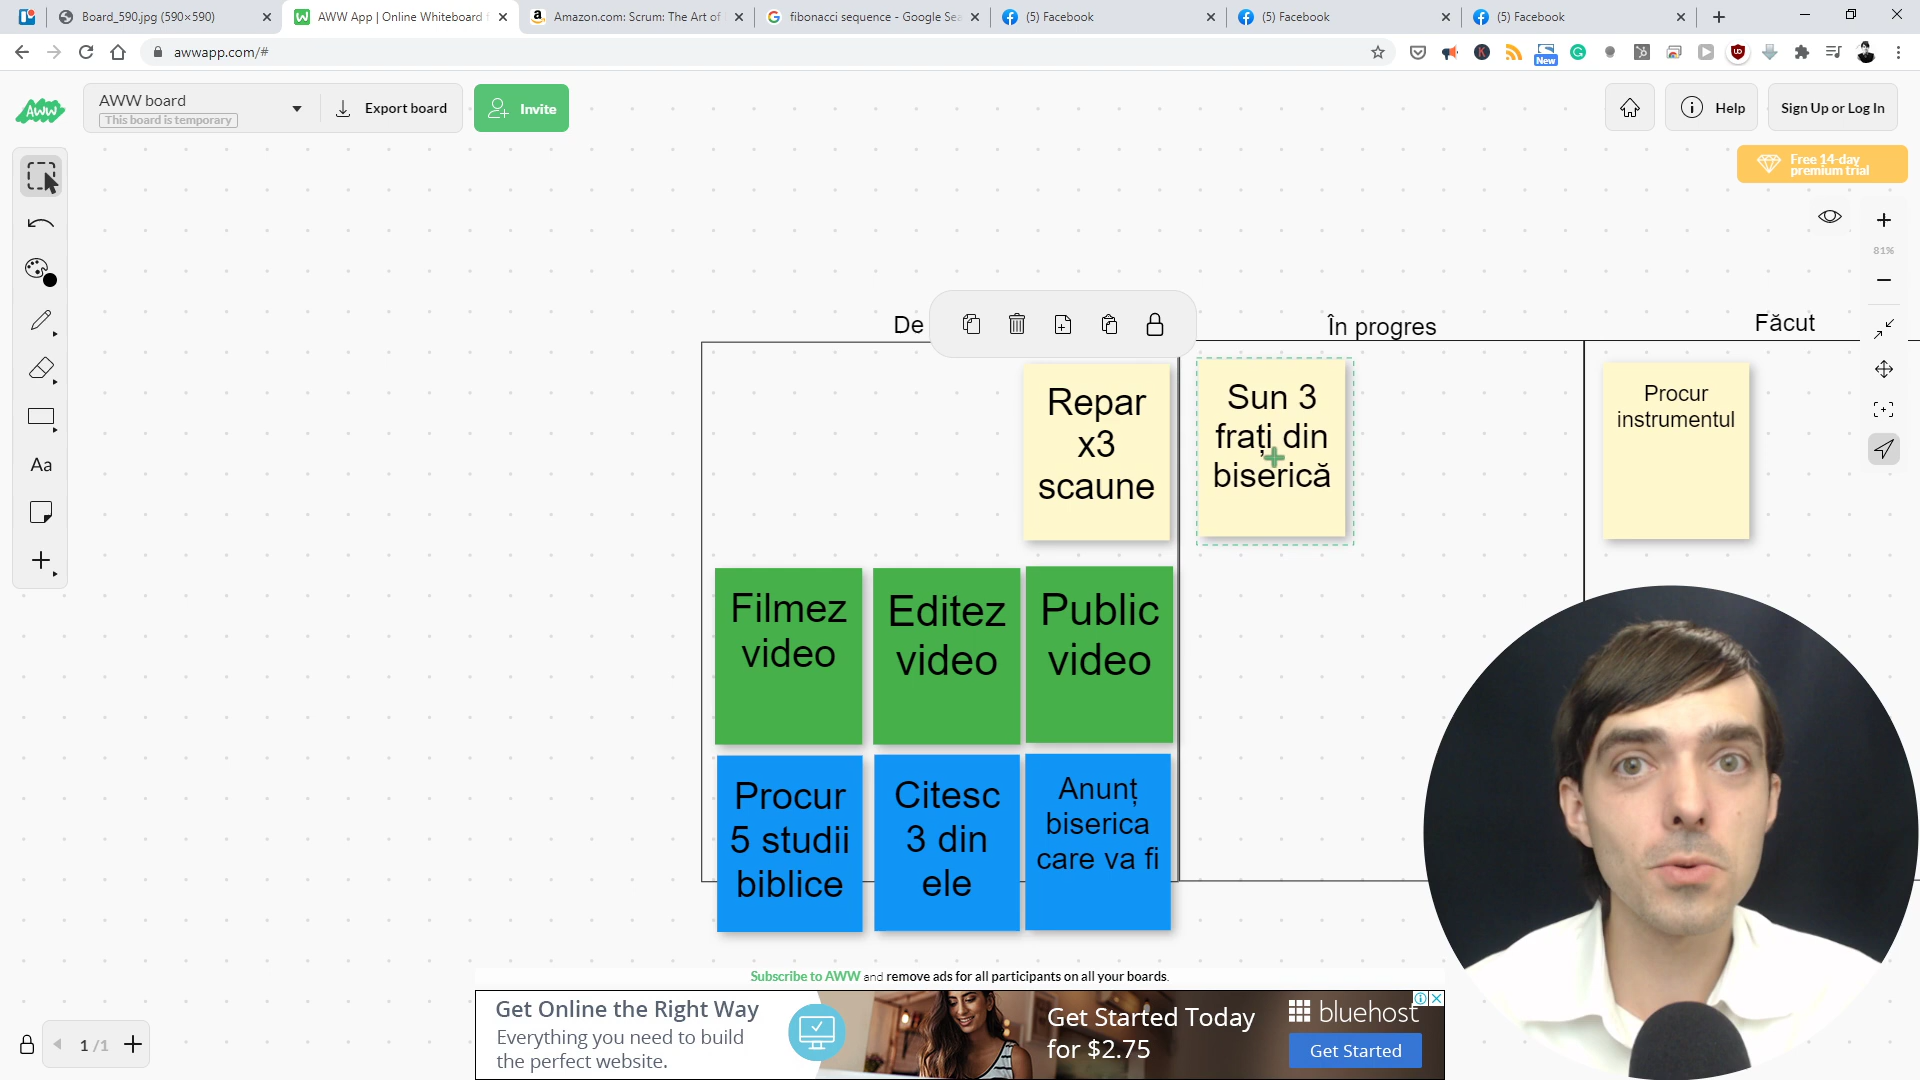 Board_590.jpg (590×590)
AWW App | Online Whiteboard f
Amazon.com: Scrum: The Art of
fibonacci sequence - Google Sea
(5) Facebook
(5) Facebook
(5) Facebook
awwapp.com/#
New
AWW
AWW board
This board is temporary
Export board
Invite
Help
Sign Up or Log In
Free 14-day
premium trial
81%
Aa
De
În progres
Făcut
Repar
x3
scaune
Sun 3
frați din
biserică
Procur
instrumentul
Filmez
video
Editez
video
Public
video
Procur
5 studii
biblice
Citesc
3 din
ele
Anunț
biserica
care va fi
Subscribe to AWW and remove ads for all participants on all your boards.
Get Online the Right Way
Everything you need to build
the perfect website.
Get Started Today
for $2.75
bluehost
Get Started
1 /1